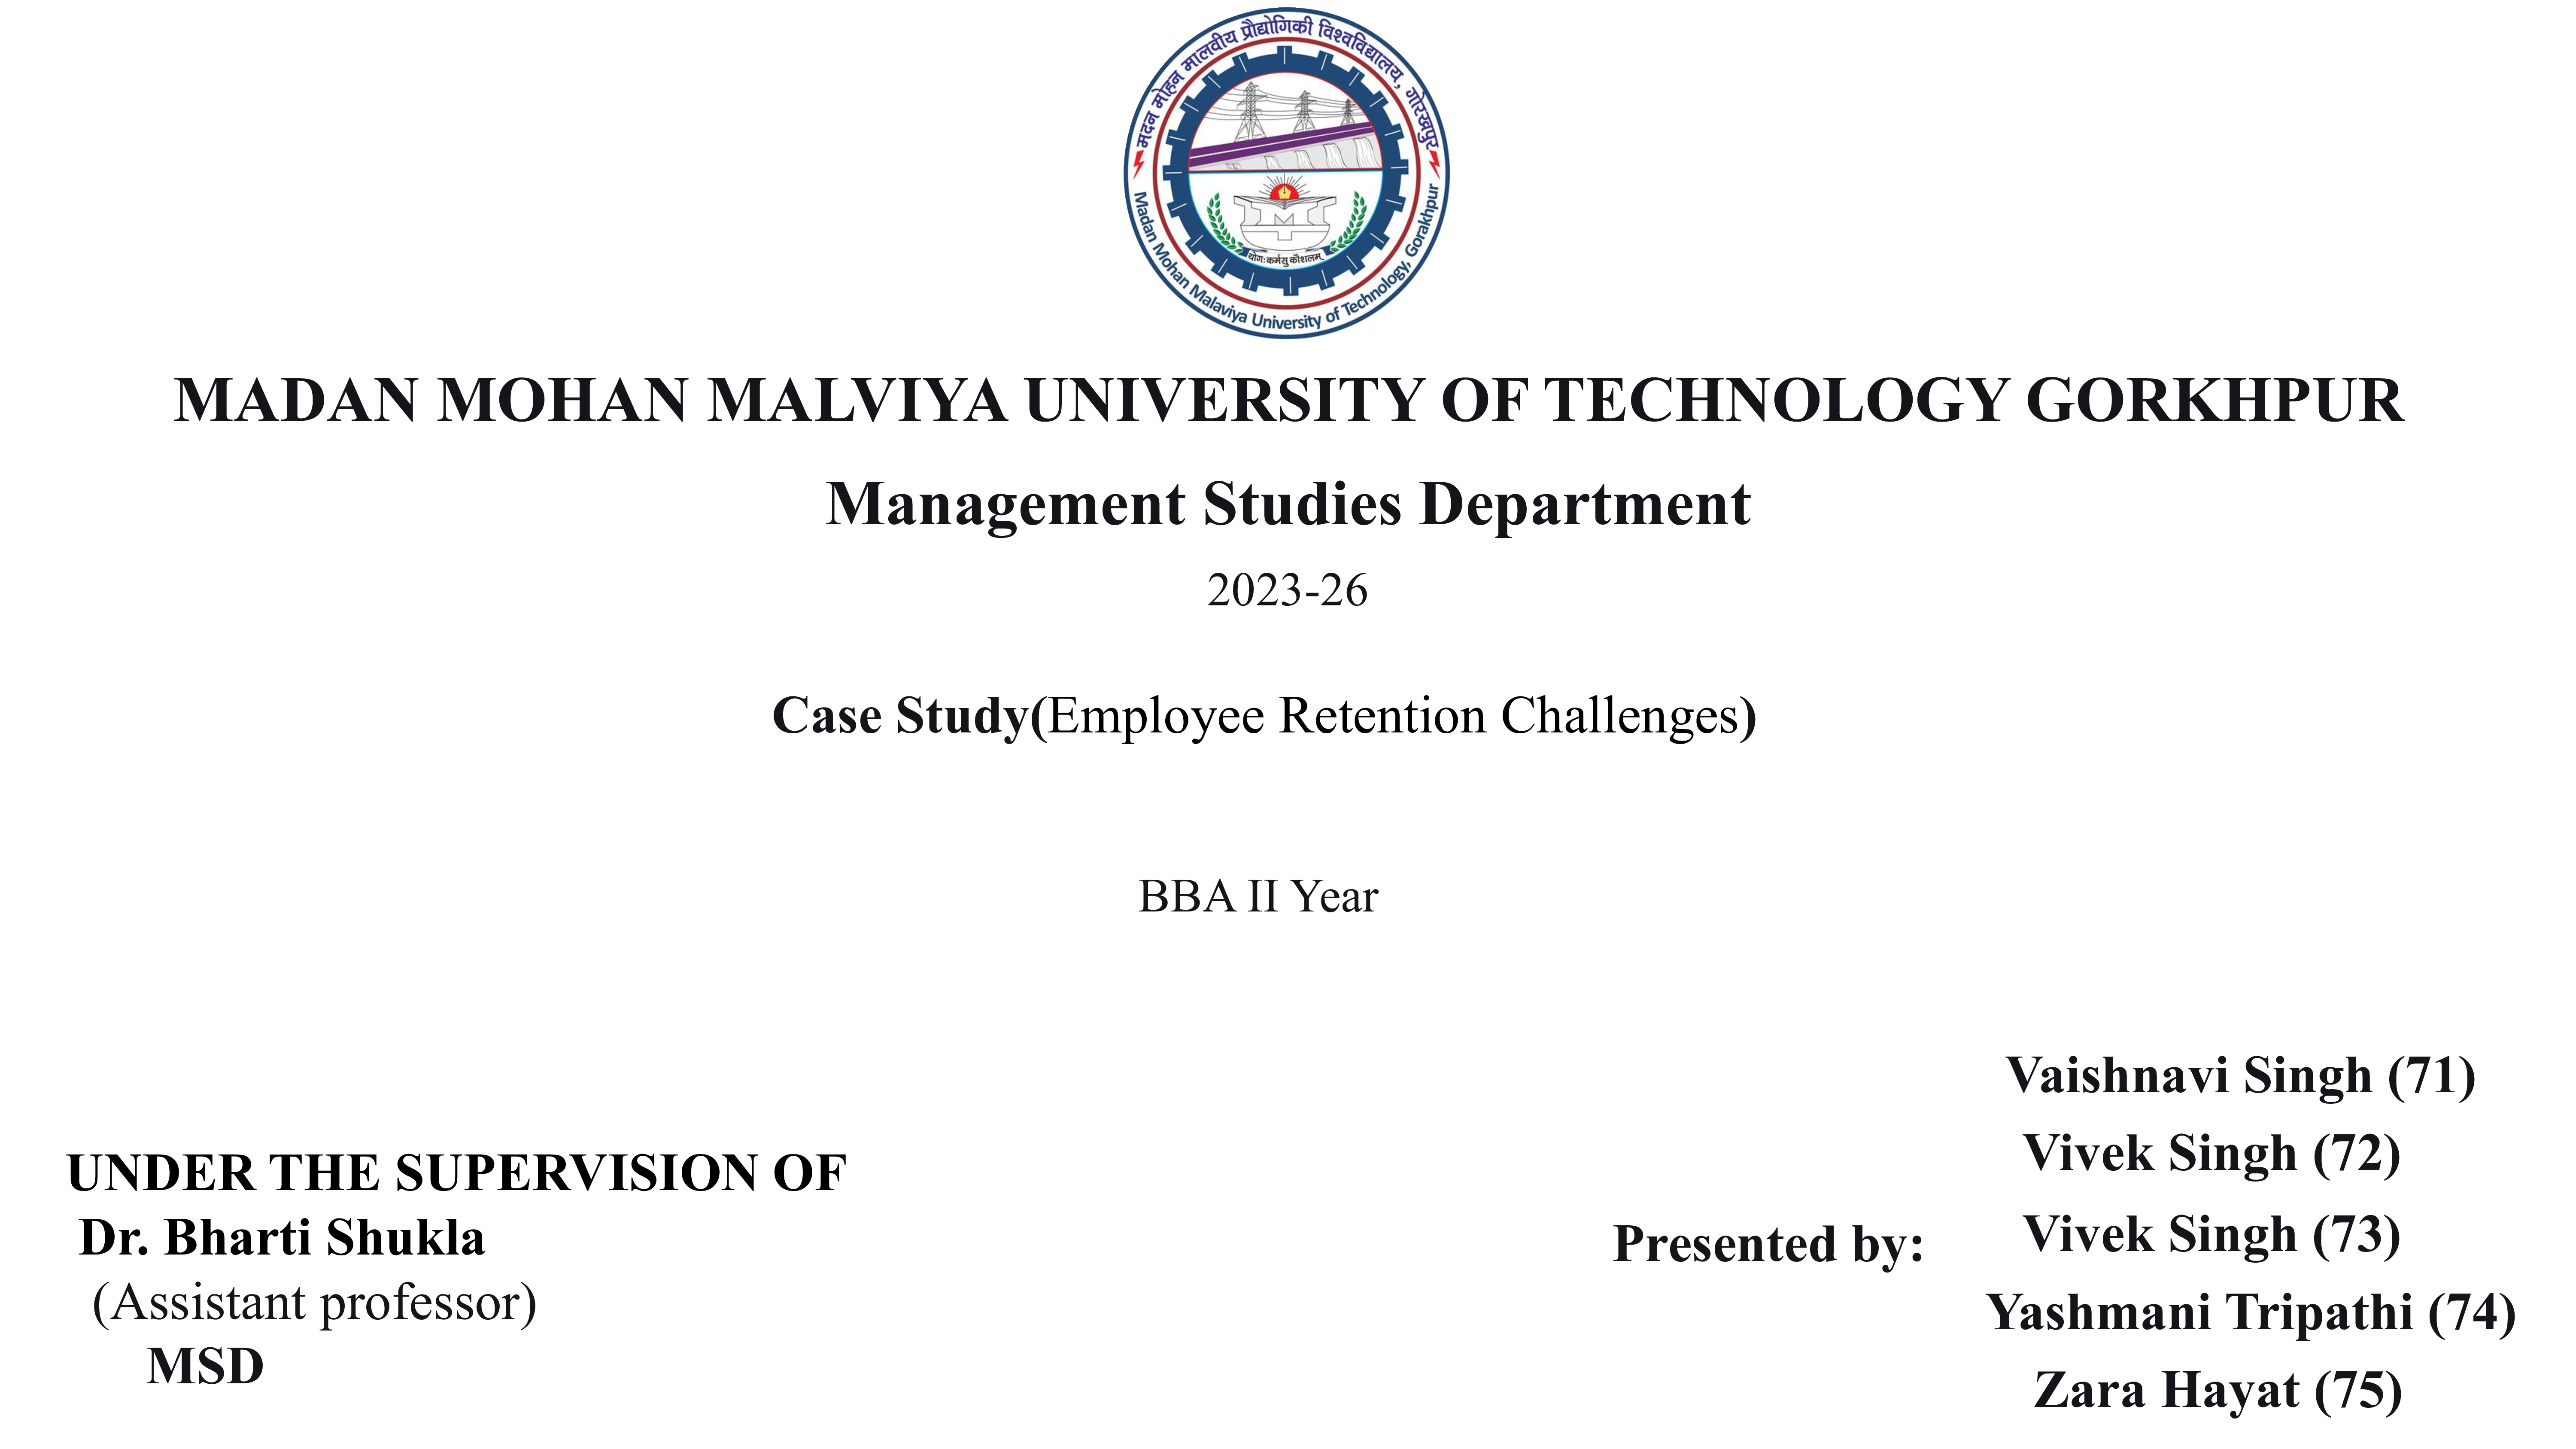 मदन मोहन मालवीय प्रौद्योगिकी विश्वविद्यालय, गोरखपुर
योग: कर्मसु कौशलम्
Madan Mohan Malaviya University of Technology, Gorakhpur
MADAN MOHAN MALVIYA UNIVERSITY OF TECHNOLOGY GORKHPUR
Management Studies Department
2023-26
Case Study(Employee Retention Challenges)
BBA II Year
UNDER THE SUPERVISION OF
Dr. Bharti Shukla
(Assistant professor)
MSD
Presented by:
Vaishnavi Singh (71)
Vivek Singh (72)
Vivek Singh (73)
Yashmani Tripathi (74)
Zara Hayat (75)